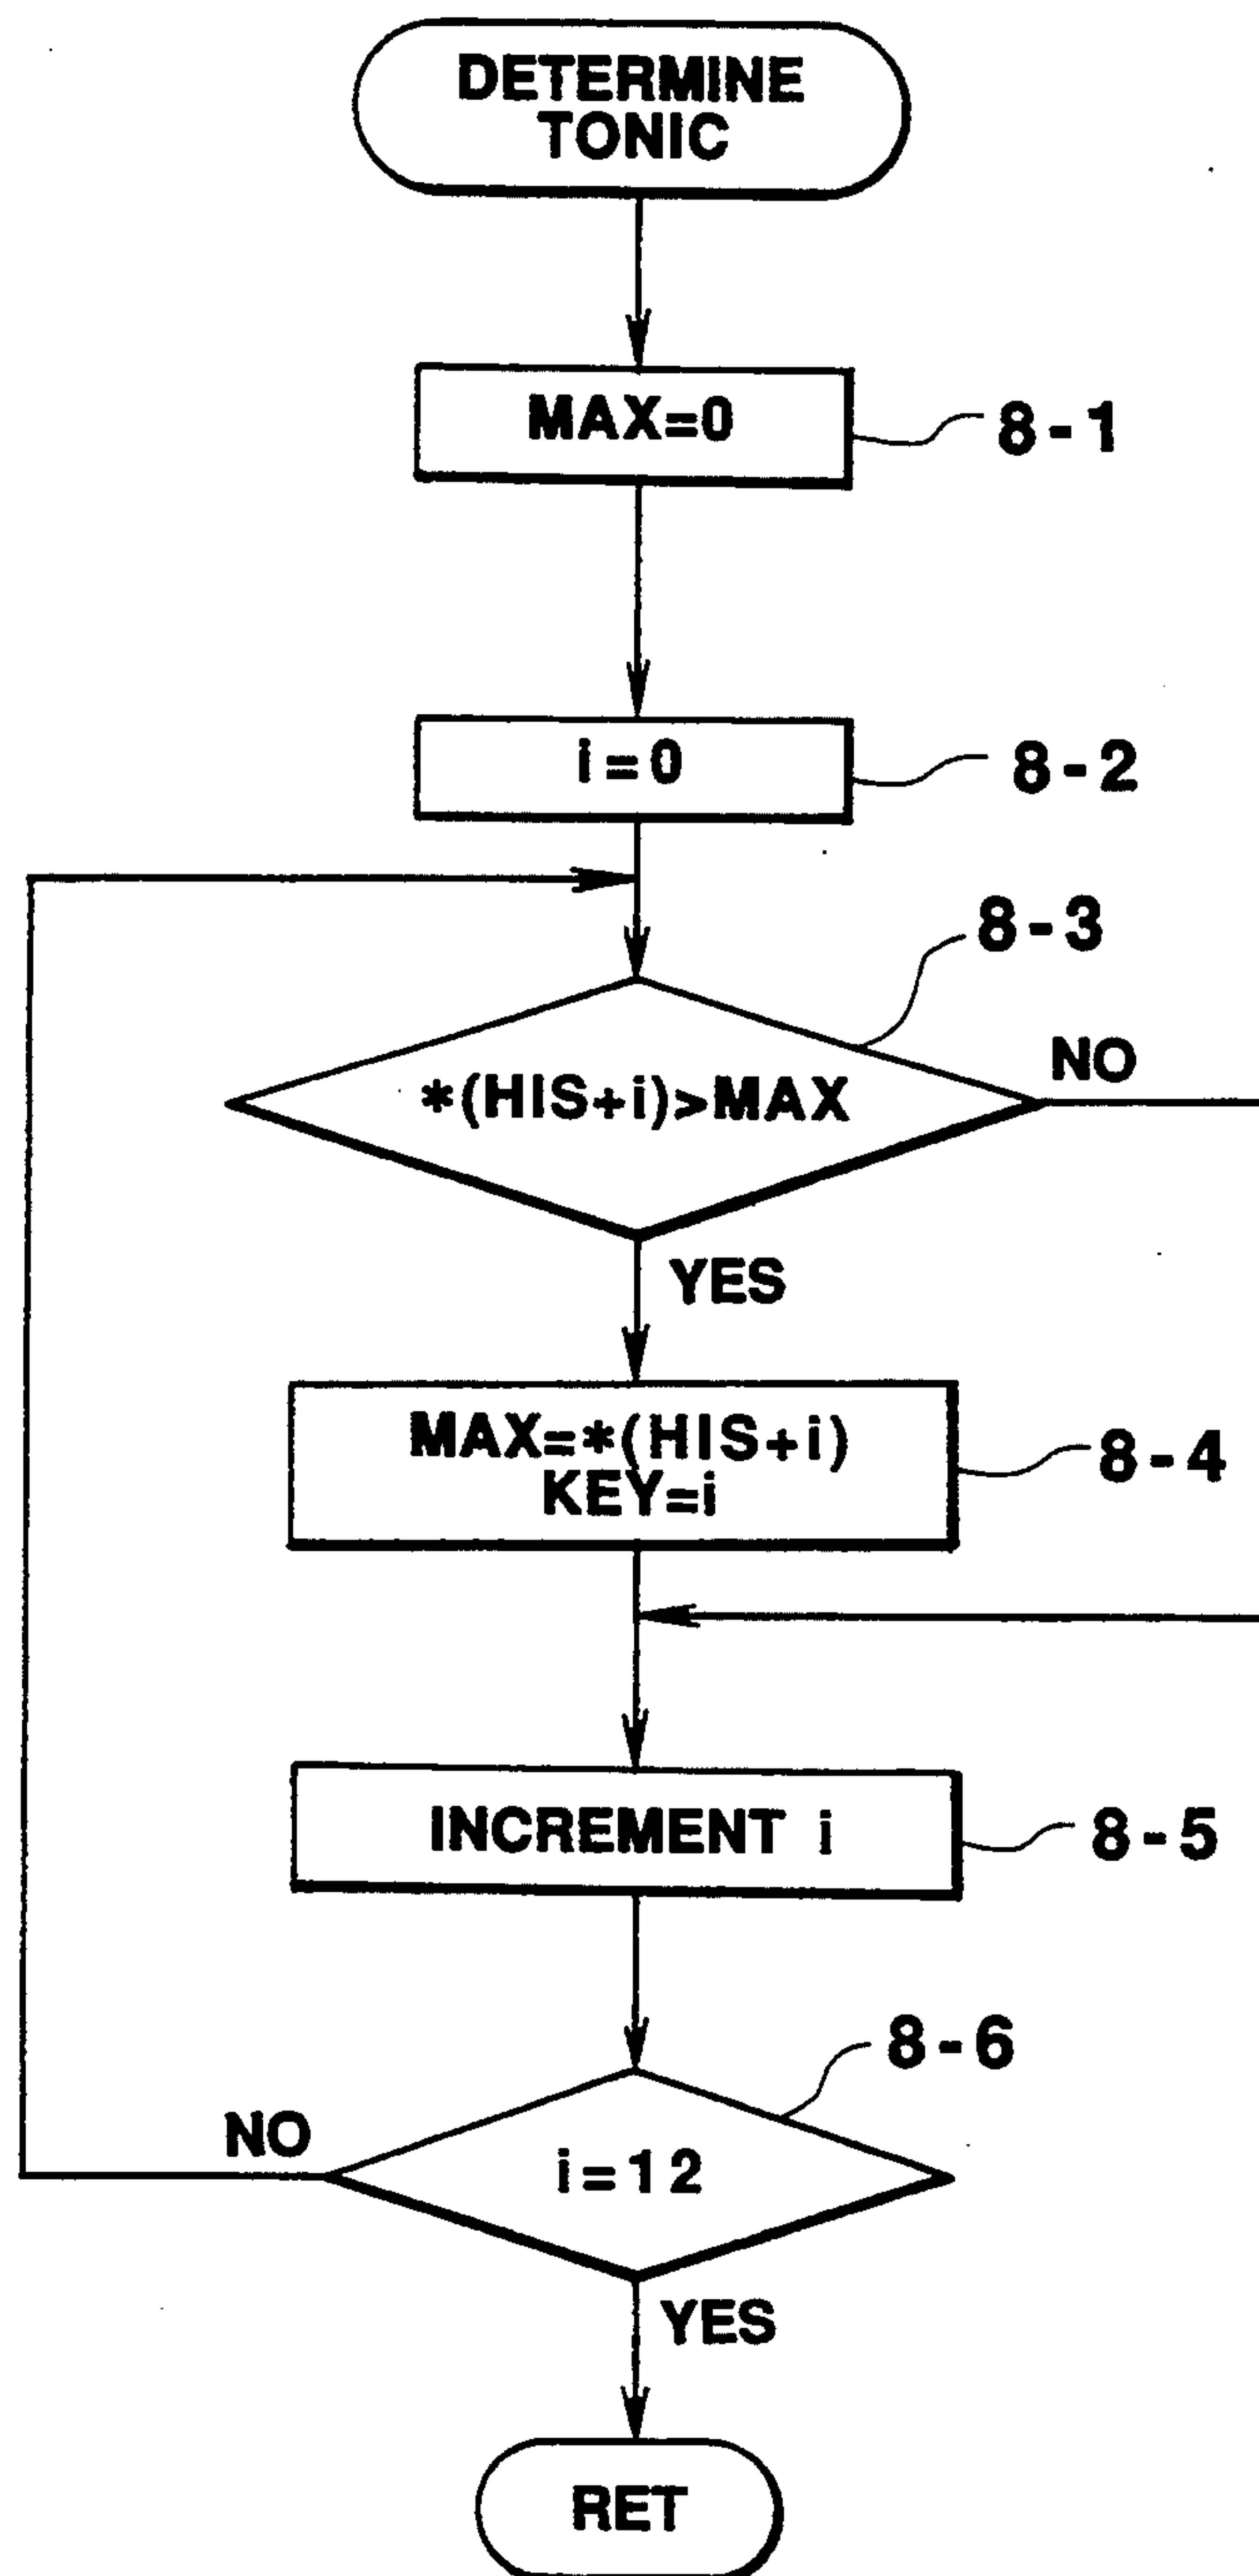 DETERMINE
TONIC
MAX=0
8-1
i=0
8-2
8-3
*(HIS+i)>MAX
NO
YES
MAX=*(HIS+i)
KEY=i
8-4
INCREMENT i
8-5
8-6
NO
i=12
YES
RET